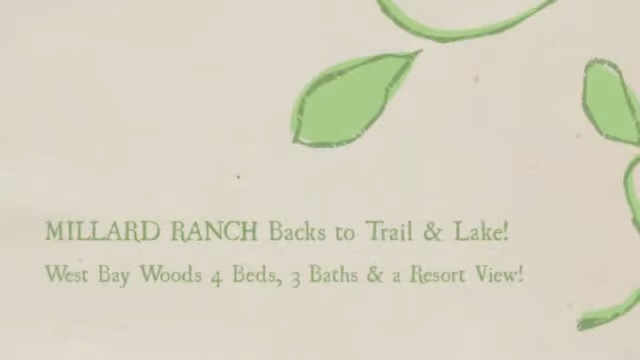 MILLARD RANCH Backs to Trail & Lake!
West Bay Woods 4 Beds, 3 Baths & a Resort View!